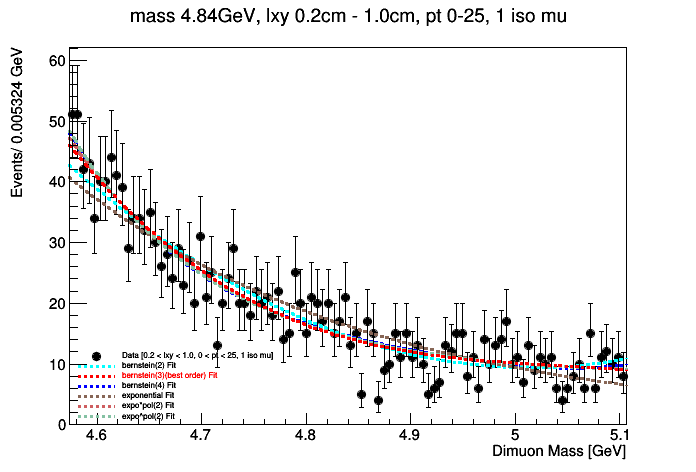 mass 4.84GeV, lxy 0.2cm - 1.0cm, pt 0-25, 1 iso mu
Events/ 0.005324 GeV
60
50
40
30
20
10
0
Data [0.2 < lxy < 1.0, 0 < pt < 25, 1 iso mu]
bernstein(2) Fit
bernstein(3)(best order) Fit
bernstein(4) Fit
exponential Fit
expo*pol(2) Fit
expo^pol(2) Fit
4.6
4.7
4.8
4.9
5
5.1
Dimuon Mass [GeV]